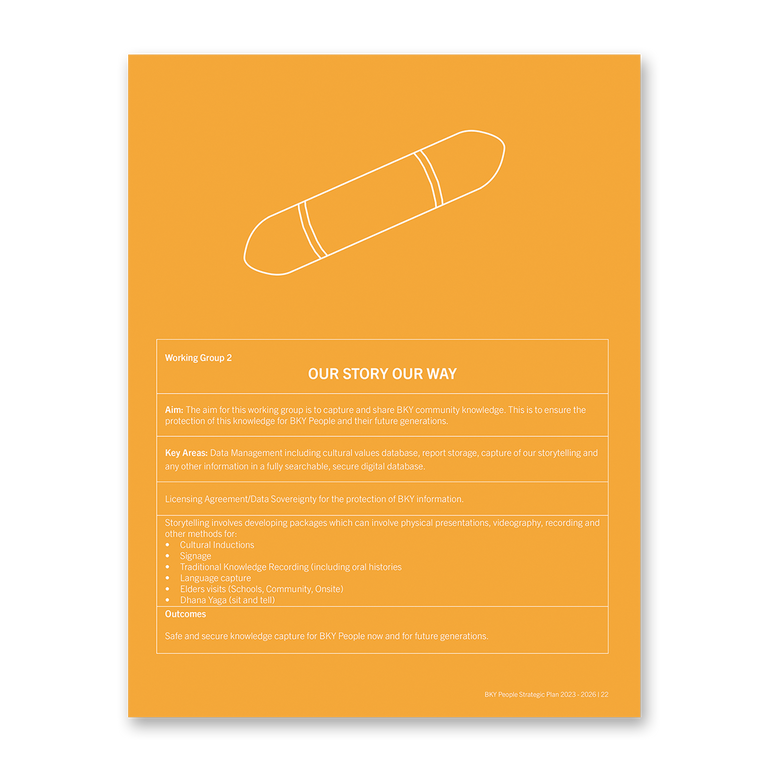 Working Group 2
OUR STORY OUR WAY
Aim: The aim for this working group is to capture and share BKY community knowledge. This is to ensure the
protection of this knowledge for BKY People and their future generations.
Key Areas: Data Management including cultural values database, report storage, capture of our storytelling and
any other information in a fully searchable, secure digital database.
Licensing Agreement/Data Sovereignty for the protection of BKY information.
Storytelling involves developing packages which can involve physical presentations, videography, recording and
other methods for:
• Cultural Inductions
• Signage
• Traditional Knowledge Recording (including oral histories
• Language capture
• Elders visits (Schools, Community, Onsite)
• Dhana Yaga (sit and tell)
Outcomes
Safe and secure knowledge capture for BKY People now and for future generations.
BKY People Strategic Plan 2023 - 2026 | 22